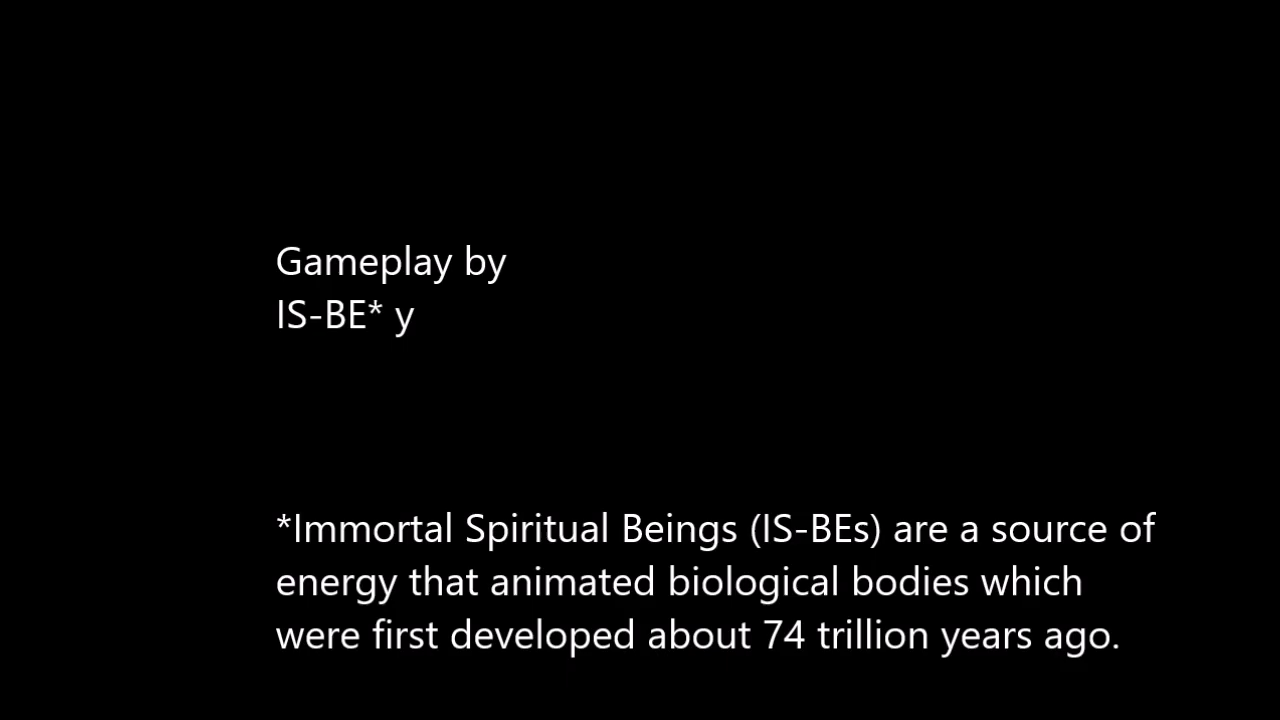 Gameplay by
IS-BE* y
*Immortal Spiritual Beings (IS-BEs) are a source of
energy that animated biological bodies which
were first developed about 74 trillion years ago.